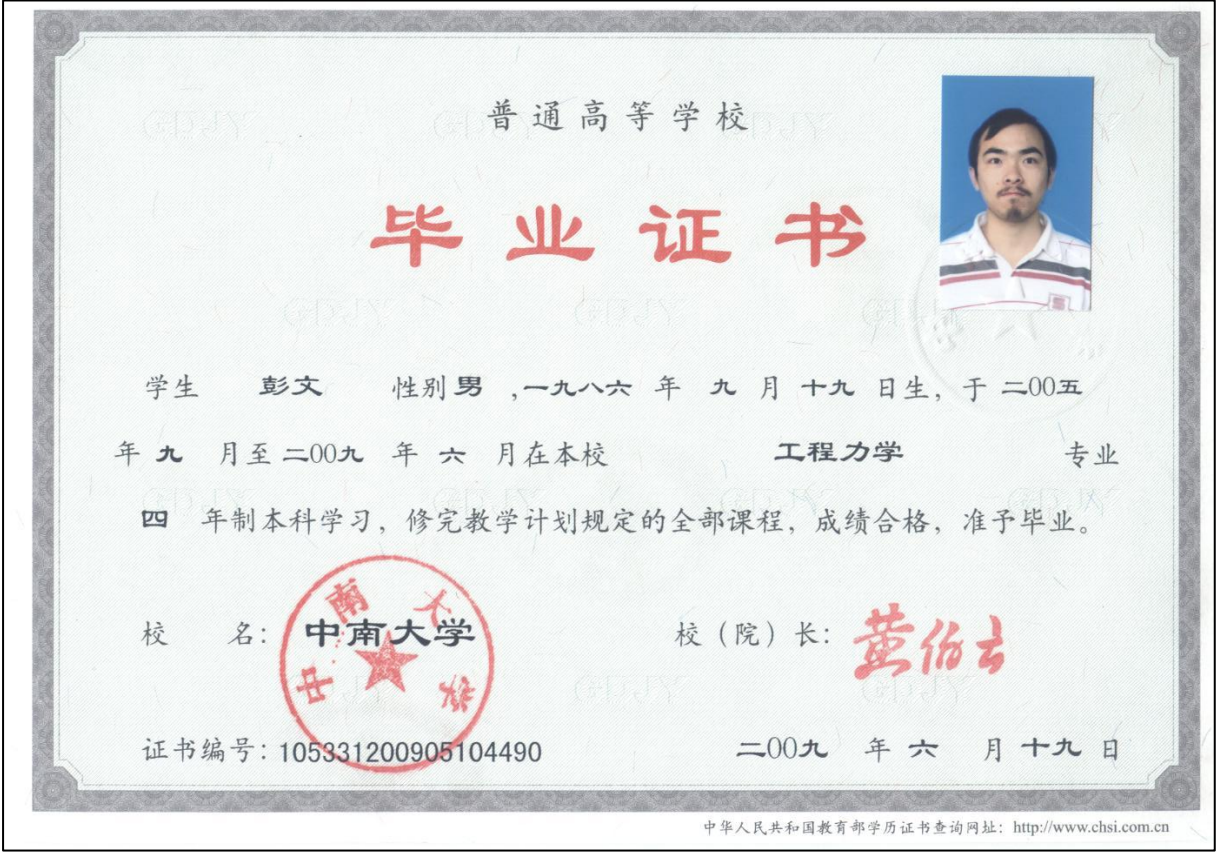 普通高等学校
毕业证书
学生 彭文 性别 男 ,一九八六 年 九 月 十九 日生, 于 二00五
年 九 月至 二00九 年 六 月在本校 工程力学 专业
四 年制本科学习, 修完教学计划规定的全部课程, 成绩合格, 准予毕业。
校 名: 中南大学 校 (院) 长: 黄伯云
中南大学
证书编号: 105331200905104490 二00九 年 六 月 十九 日
中华人民共和国教育部学历证书查询网址: http://www.chsi.com.cn